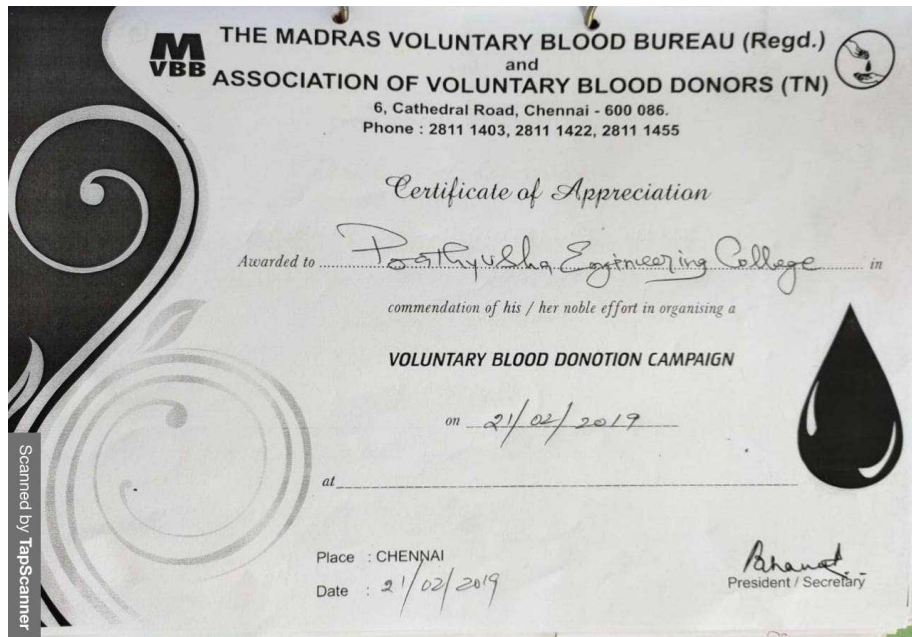 M
VBB
THE MADRAS VOLUNTARY BLOOD BUREAU (Regd.)
and
ASSOCIATION OF VOLUNTARY BLOOD DONORS (TN)
6, Cathedral Road, Chennai - 600 086.
Phone : 2811 1403, 2811 1422, 2811 1455
Certificate of Appreciation
Awarded to Prathyusha Engineering College in
commendation of his / her noble effort in organising a
VOLUNTARY BLOOD DONOTION CAMPAIGN
on 21/02/2019
at
Place : CHENNAI
Date : 21/02/2019
President / Secretary
Scanned by TapScanner